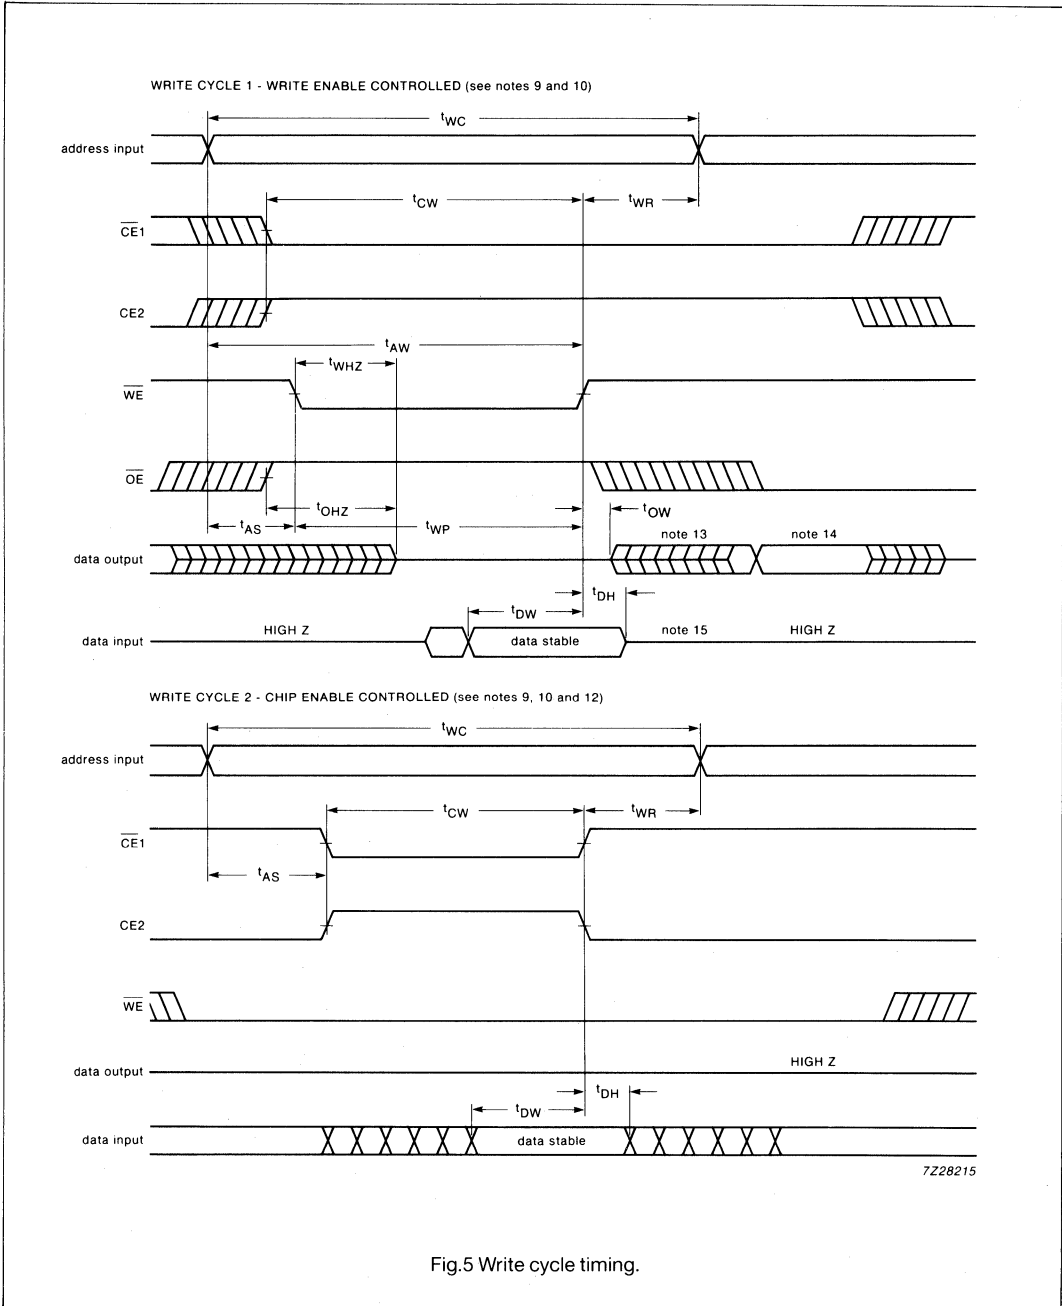 WRITE CYCLE 1 - WRITE ENABLE CONTROLLED (see notes 9 and 10)
tWC
address input
tCW
tWR
CE1
CE2
tAW
tWHZ
WE
OE
tOHZ
tOW
tAS
tWP
note 13
note 14
data output
tDH
tDW
HIGH Z
note 15
HIGH Z
data input
data stable
WRITE CYCLE 2 - CHIP ENABLE CONTROLLED (see notes 9, 10 and 12)
tWC
address input
tCW
tWR
CE1
tAS
CE2
WE
HIGH Z
data output
tDH
tDW
data input
data stable
7Z28215
Fig.5 Write cycle timing.